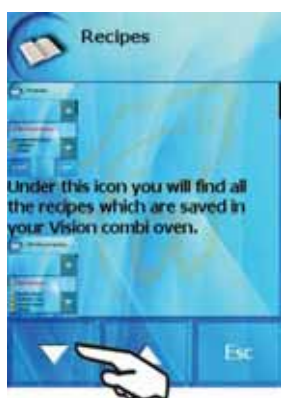 Recipes
Under this icon you will find all
the recipes which are saved in
your Vision combi oven.
Esc